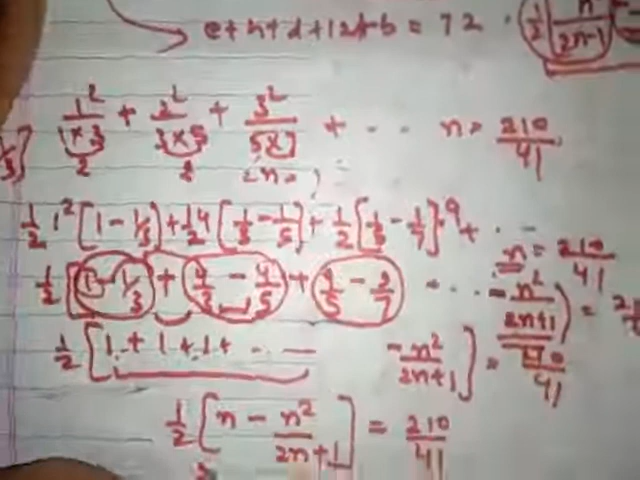 e+h+d+12+b = 72 . (1/2) [n/2n-1]
1²/1×3 + 2²/3×5 + 3²/5×7 + - .. n = 210/41
2 2 2
1/2 1² [1 - 1/3] + 1/2 4 [1/3 - 1/5] + 1/2 [1/5 - 1/7] 9 + - ..
n = 210/41
1/2 [1 - 1/3 + 4/3 - 4/5 + 9/5 - 9/7 .... - n²/2n+1) =
1/2 [1 + 1 + 1 + .. — - n²/2n+1] = 210/41
1/2 [n - n²/2n+1] = 210/41